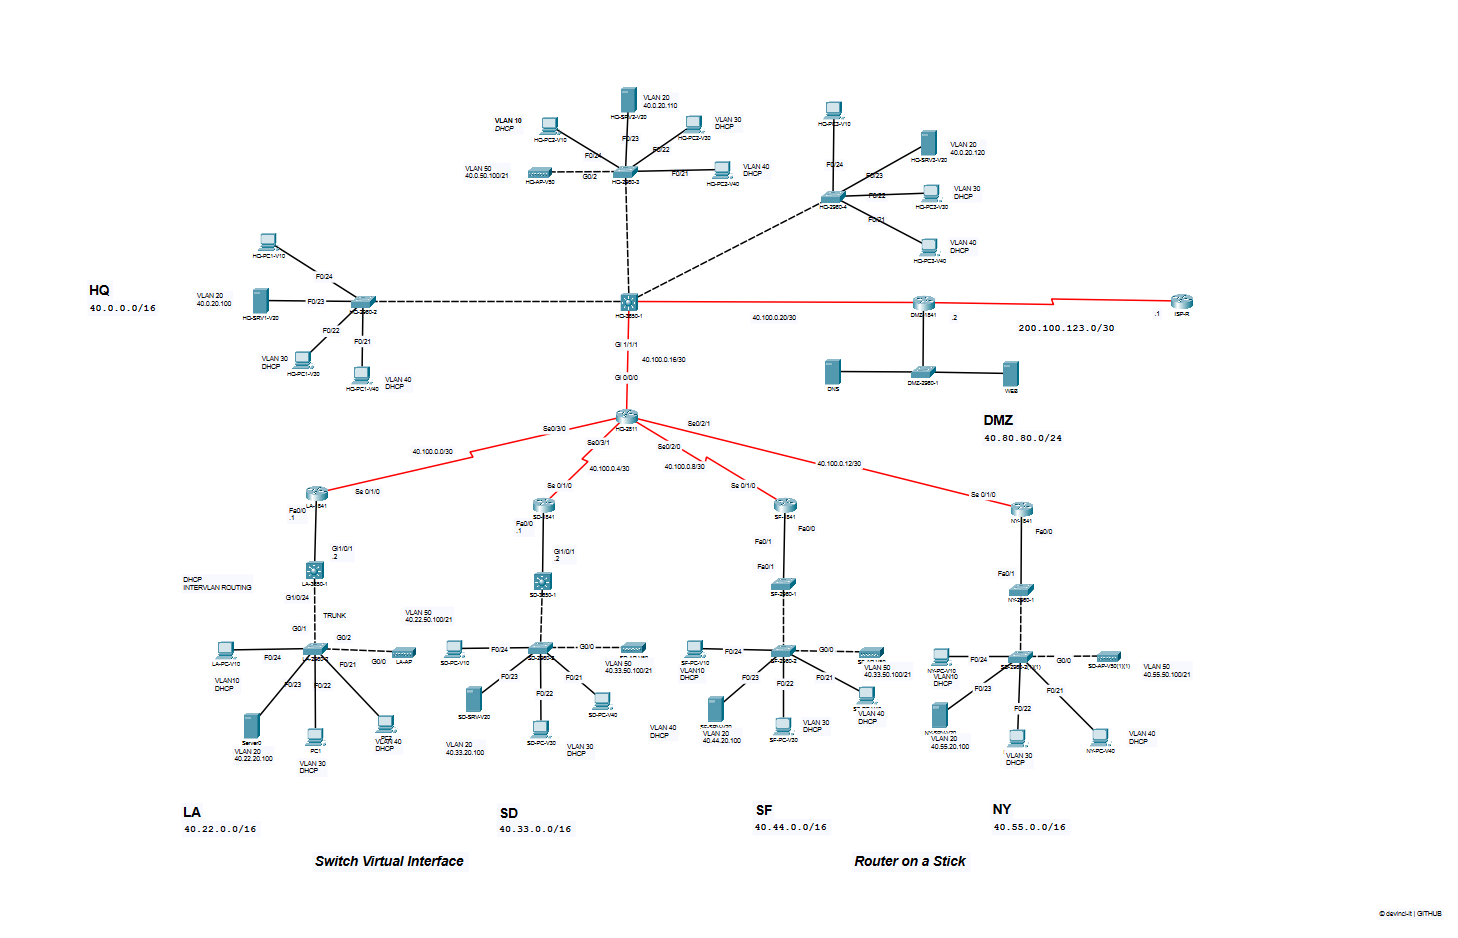 VLAN 20
40.0.20.110
VLAN 10
DHCP
HQ-PC2-V10
HQ-SRV2-V20
VLAN 30
DHCP
F0/23
F0/24
F0/22
VLAN 50
40.0.50.100/21
HQ-AP-V50
G0/2
HQ-2960-3
F0/21
HQ-PC2-V40
VLAN 40
DHCP
HQ-PC3-V10
F0/24
VLAN 20
40.0.20.120
HQ-SRV3-V20
F0/23
F0/22
HQ-2960-4
VLAN 30
DHCP
HQ-PC3-V30
F0/21
VLAN 40
DHCP
HQ-PC3-V40
HQ-PC1-V10
F0/24
HQ
40.0.0.0/16
VLAN 20
40.0.20.100
HQ-SRV1-V20
F0/23
HQ-2960-2
F0/22
F0/21
VLAN 30
DHCP
HQ-PC1-V30
HQ-PC1-V40
VLAN 40
DHCP
HQ-3650-1
40.100.0.20/30
DMZ-1841
.2
200.100.123.0/30
.1
ISP-R
Gi 1/1/1
40.100.0.16/30
Gi 0/0/0
DNS
DMZ-2960-1
WEB
DMZ
40.80.80.0/24
HQ-2811
Se0/3/0
Se0/3/1
Se0/2/0
Se0/2/1
40.100.0.0/30
40.100.0.4/30
40.100.0.8/30
40.100.0.12/30
Se 0/1/0
Se 0/1/0
Se 0/1/0
Se 0/1/0
LA-1841
SD-1841
SF-1841
NY-1841
Fa0/0
.1
Fa0/0
.1
Fa0/0
Fa0/0
Gi1/0/1
.2
Gi1/0/1
.2
Fa0/1
Fa0/1
Fa0/1
DHCP
INTERVLAN ROUTING
LA-3650-1
SD-3650-1
SF-2960-1
NY-2960-1
G1/0/24
TRUNK
G0/1
G0/2
VLAN 50
40.22.50.100/21
LA-PC-V10
F0/24
F0/21
G0/0
LA-AP
VLAN10
DHCP
F0/23
F0/22
Server0
VLAN 20
40.22.20.100
PC1
VLAN 30
DHCP
VLAN 40
DHCP
SD-PC-V10
F0/24
G0/0
VLAN 50
40.33.50.100/21
F0/23
F0/22
F0/21
SD-SRV-V20
SD-PC-V30
SD-PC-V40
VLAN 20
40.33.20.100
VLAN 30
DHCP
VLAN 40
DHCP
SF-PC-V10
F0/24
SF-2960-2
G0/0
VLAN10
DHCP
VLAN 50
40.33.50.100/21
F0/23
F0/22
F0/21
VLAN 40
DHCP
VLAN 20
40.44.20.100
SF-PC-V30
VLAN 30
DHCP
NY-PC-V10
F0/24
G0/0
SD-AP-V50(1)(1)
VLAN10
DHCP
VLAN 50
40.55.50.100/21
F0/23
F0/22
F0/21
VLAN 20
40.55.20.100
VLAN 30
DHCP
NY-PC-V40
VLAN 40
DHCP
LA
40.22.0.0/16
SD
40.33.0.0/16
SF
40.44.0.0/16
NY
40.55.0.0/16
Switch Virtual Interface
Router on a Stick
© devinci-it | GITHUB